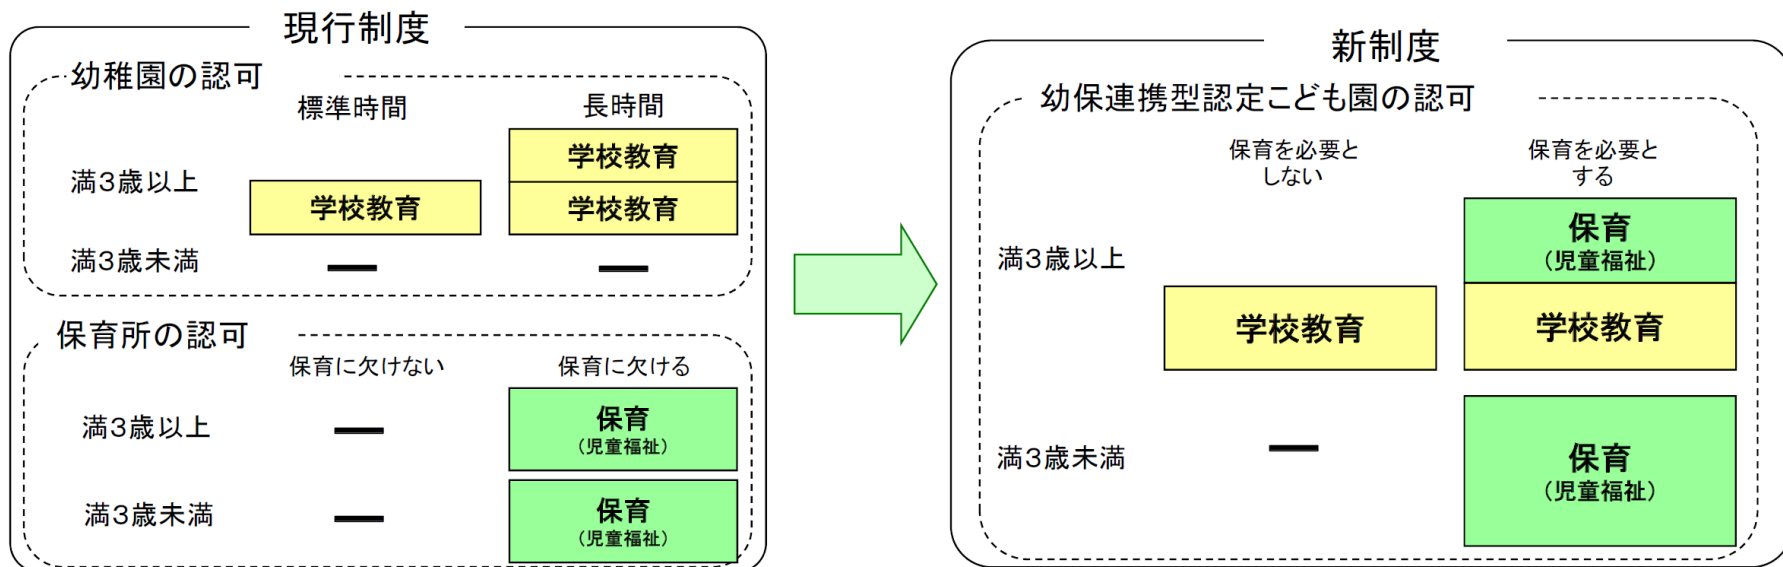 現行制度
幼稚園の認可
標準時間 長時間
学校教育
満3歳以上
学校教育 学校教育
満3歳未満 ー ー
保育所の認可
保育に欠けない 保育に欠ける
満3歳以上 ー 保育
(児童福祉)
満3歳未満 ー 保育
(児童福祉)
新制度
幼保連携型認定こども園の認可
保育を必要と
しない
保育を必要と
する
満3歳以上
保育
(児童福祉)
学校教育 学校教育
満3歳未満 ー 保育
(児童福祉)